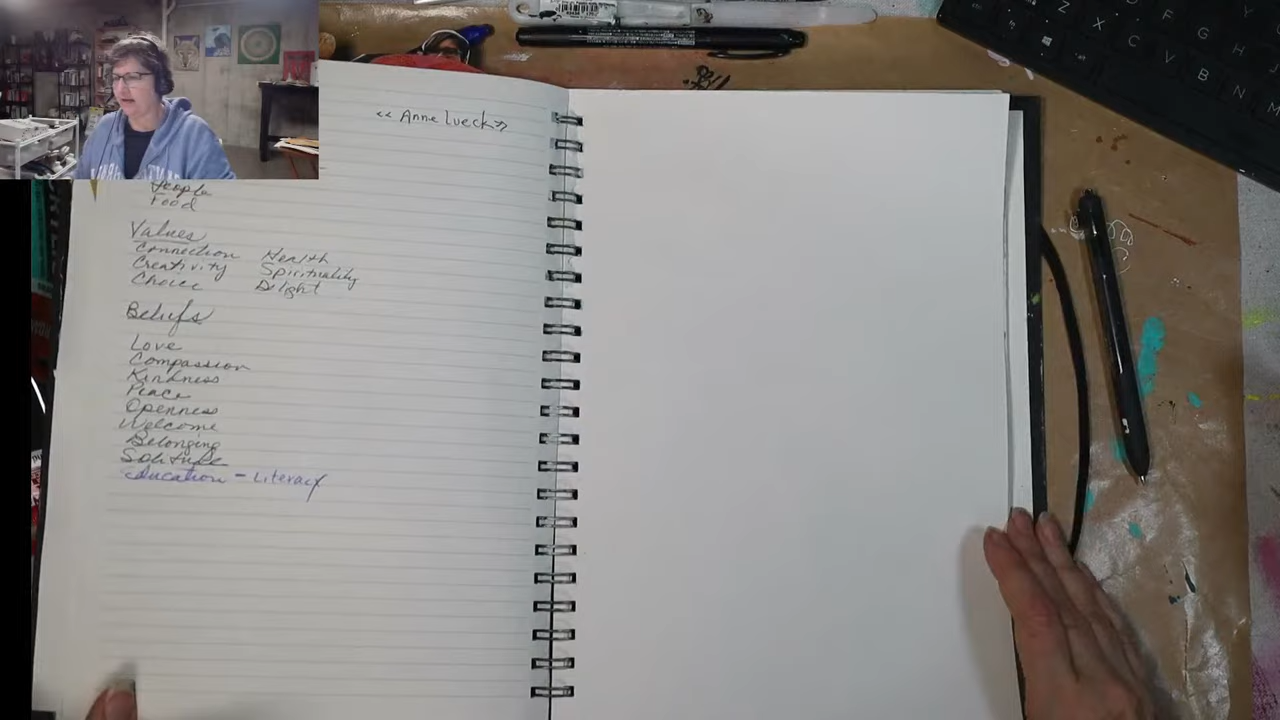 << Anne Lueck >>
People
Food
Values
Connection Health
Creativity Spirituality
Choice Delight
Beliefs
Love
Compassion
Kindness
Peace
Openness
Welcome
Belonging
Solitude
Education - Literacy
Z X C V B N M
F G H Y